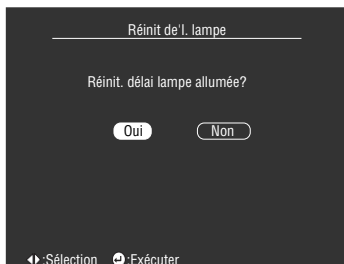 Réinit de'l. lampe
Réinit. délai lampe allumée?
Oui Non
:Sélection :Exécuter